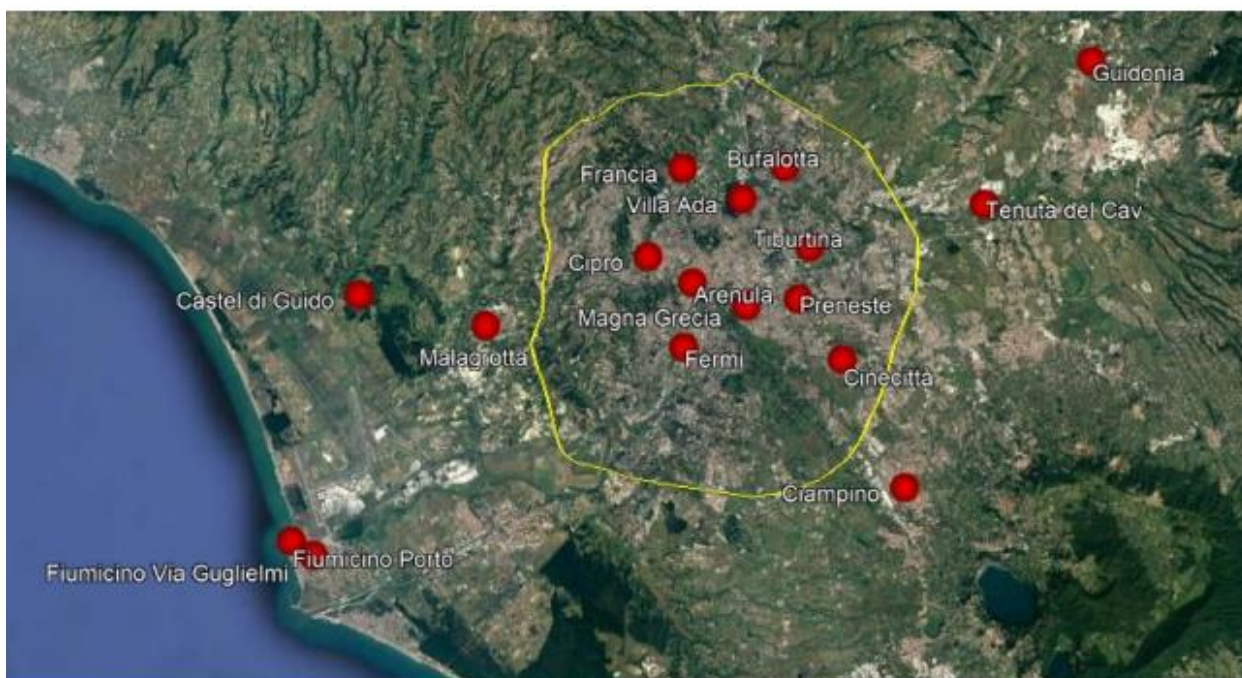 Guidonia
Bufalotta
Francia
Villa Ada
Tenuta del Cav
Tiburtina
Cipro
Arenula
Castel di Guido
Preneste
Magna Grecia
Malagrotta
Fermi
Cinecittà
Ciampino
Fiumicino Porto
Fiumicino Via Guglielmi